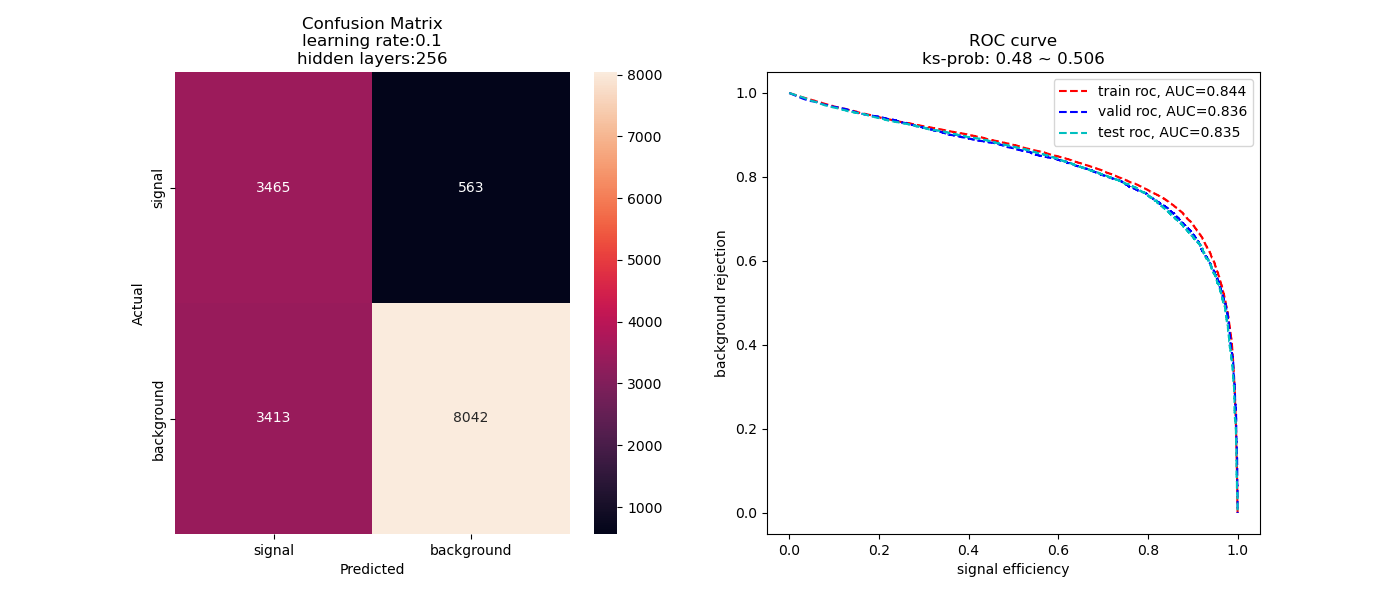 Confusion Matrix
learning rate:0.1
hidden layers:256
signal
background
Actual
3465
563
3413
8042
signal
background
Predicted
8000
7000
6000
5000
4000
3000
2000
1000
ROC curve
ks-prob: 0.48 ~ 0.506
train roc, AUC=0.844
valid roc, AUC=0.836
test roc, AUC=0.835
background rejection
1.0
0.8
0.6
0.4
0.2
0.0
0.0
0.2
0.4
0.6
0.8
1.0
signal efficiency